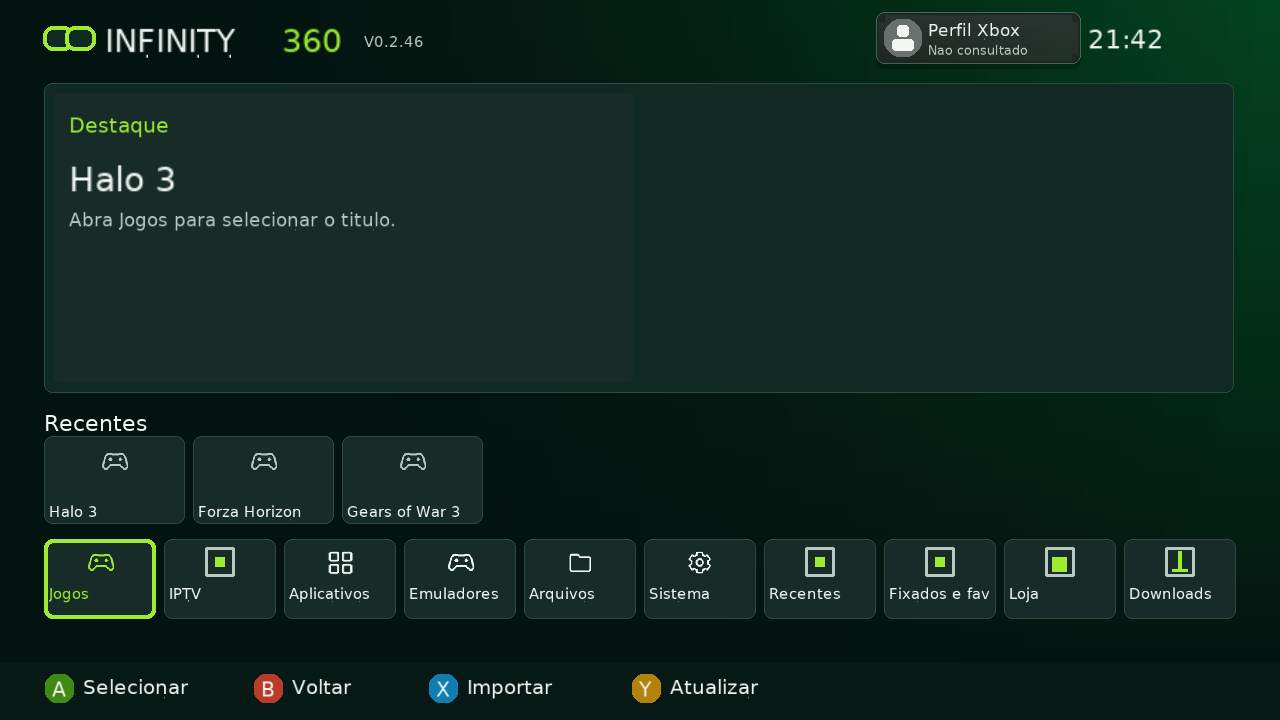 INFINITY 360 V0.2.46
Perfil Xbox
Nao consultado
21:42
Destaque
Halo 3
Abra Jogos para selecionar o titulo.
Recentes
Halo 3
Forza Horizon
Gears of War 3
Jogos
IPTV
Aplicativos
Emuladores
Arquivos
Sistema
Recentes
Fixados e fav
Loja
Downloads
A Selecionar
B Voltar
X Importar
Y Atualizar